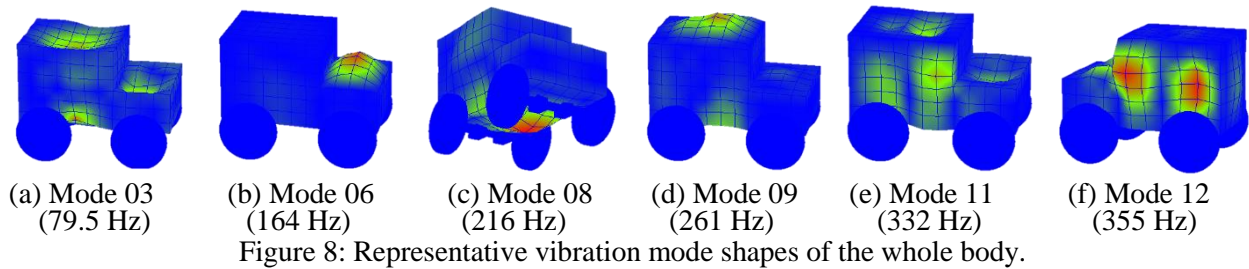 (a) Mode 03 (b) Mode 06 (c) Mode 08 (d) Mode 09 (e) Mode 11 (f) Mode 12
(79.5 Hz) (164 Hz) (216 Hz) (261 Hz) (332 Hz) (355 Hz)
Figure 8: Representative vibration mode shapes of the whole body.